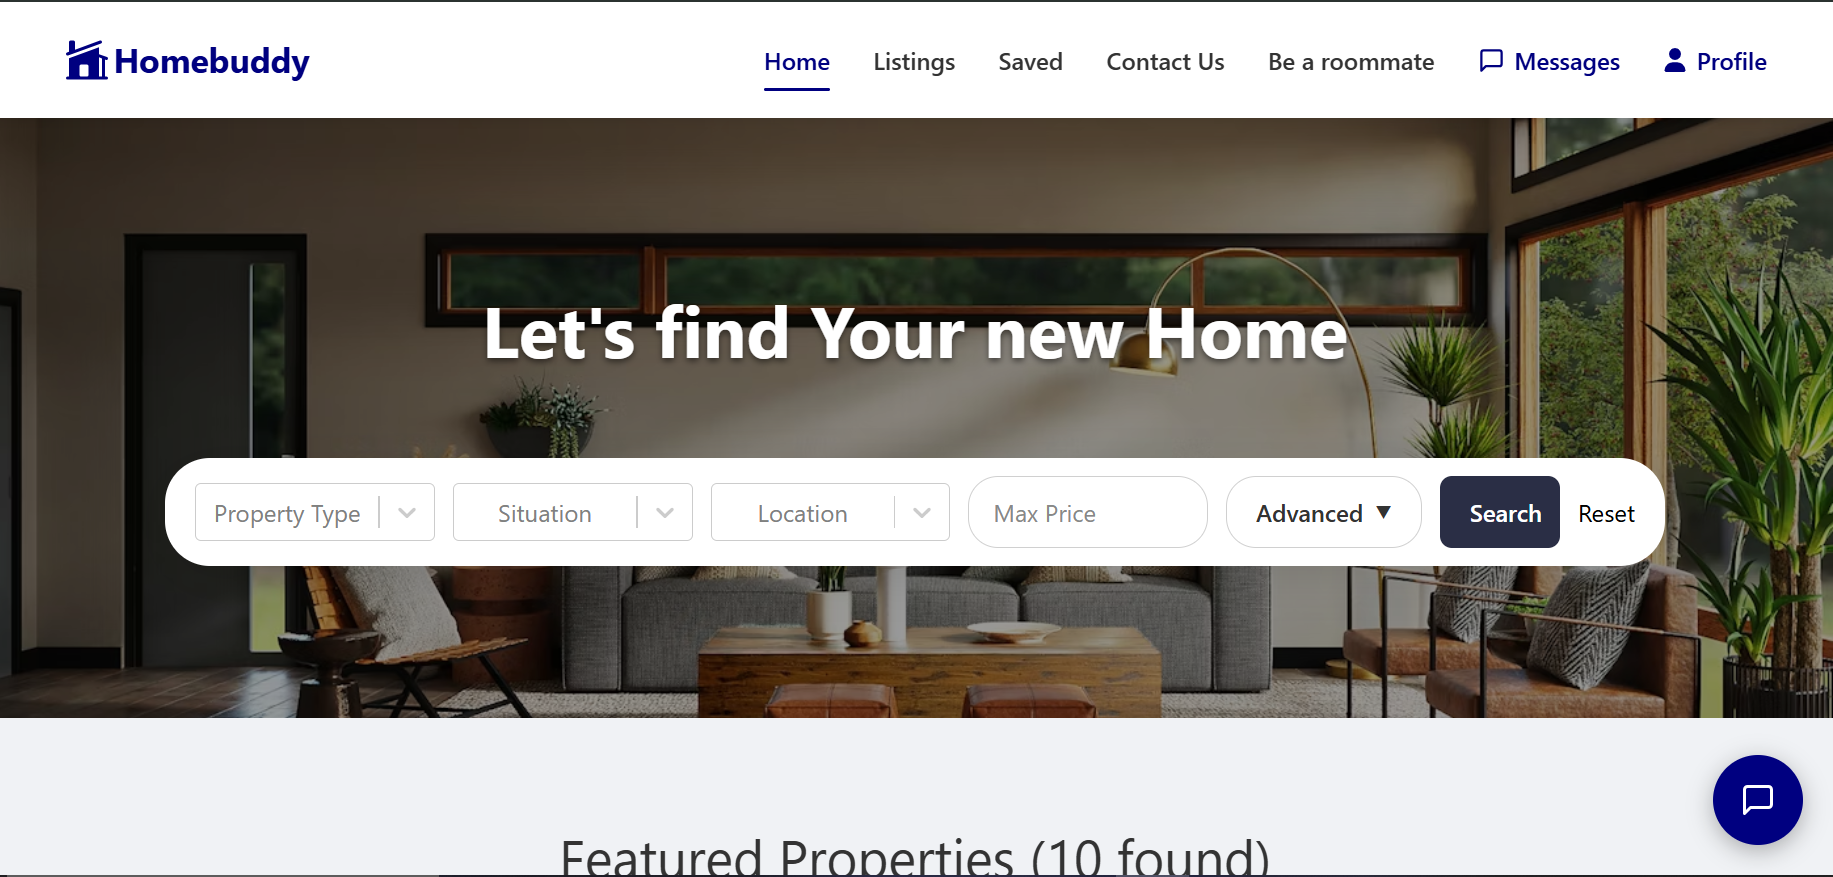 Homebuddy
Home Listings Saved Contact Us Be a roommate Messages Profile
Let's find Your new Home
Property Type Situation Location Max Price Advanced ▼ Search Reset
Featured Properties (10 found)